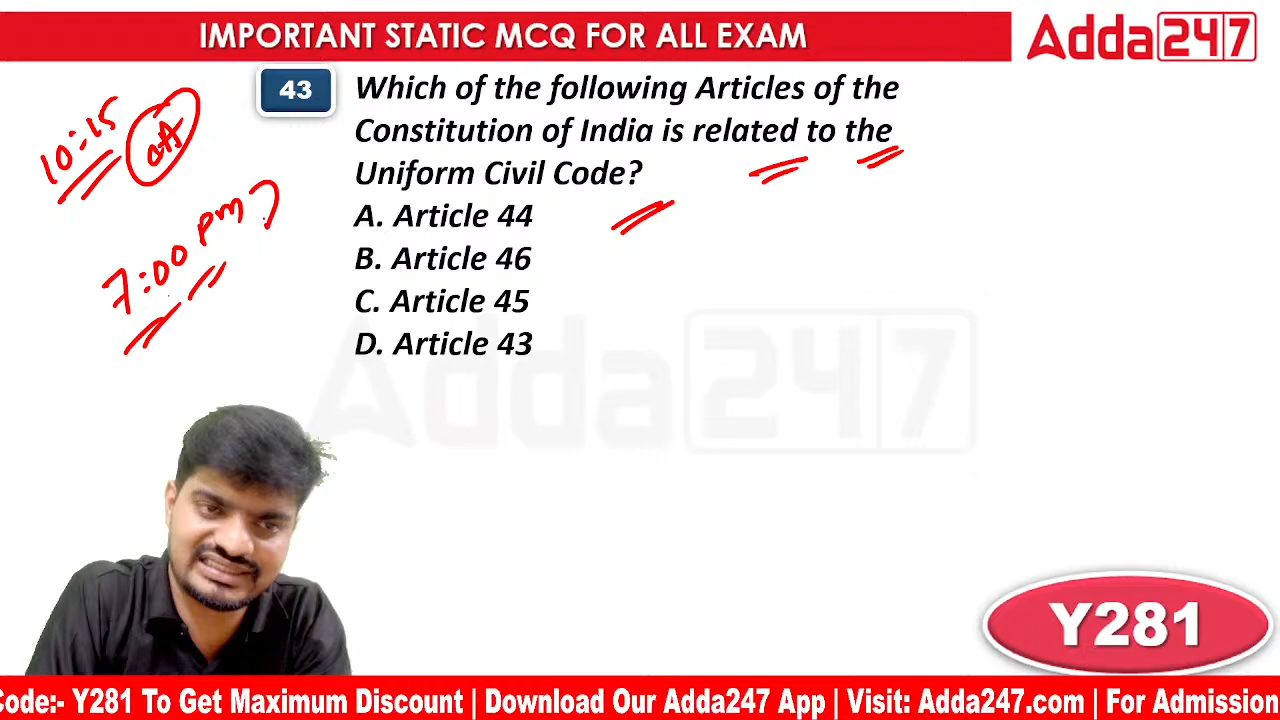 IMPORTANT STATIC MCQ FOR ALL EXAM
Adda247
43
Which of the following Articles of the
Constitution of India is related to the
Uniform Civil Code?
A. Article 44
B. Article 46
C. Article 45
D. Article 43
10:15
7:00 pm
Adda247
Y281
Code:- Y281 To Get Maximum Discount | Download Our Adda247 App | Visit: Adda247.com | For Admission